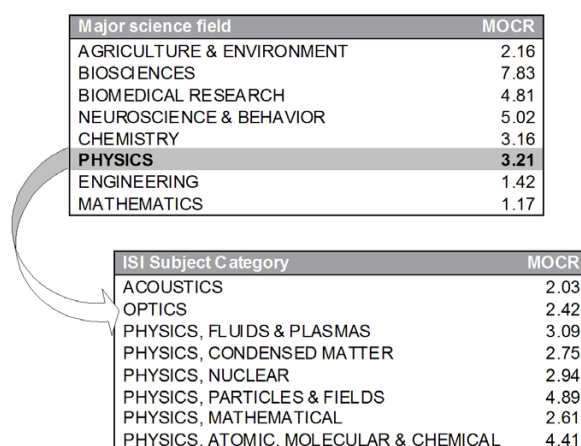 Major science field MOCR
AGRICULTURE & ENVIRONMENT 2.16
BIOSCIENCES 7.83
BIOMEDICAL RESEARCH 4.81
NEUROSCIENCE & BEHAVIOR 5.02
CHEMISTRY 3.16
PHYSICS 3.21
ENGINEERING 1.42
MATHEMATICS 1.17
ISI Subject Category MOCR
ACOUSTICS 2.03
OPTICS 2.42
PHYSICS, FLUIDS & PLASMAS 3.09
PHYSICS, CONDENSED MATTER 2.75
PHYSICS, NUCLEAR 2.94
PHYSICS, PARTICLES & FIELDS 4.89
PHYSICS, MATHEMATICAL 2.61
PHYSICS, ATOMIC, MOLECULAR & CHEMICAL 4.41